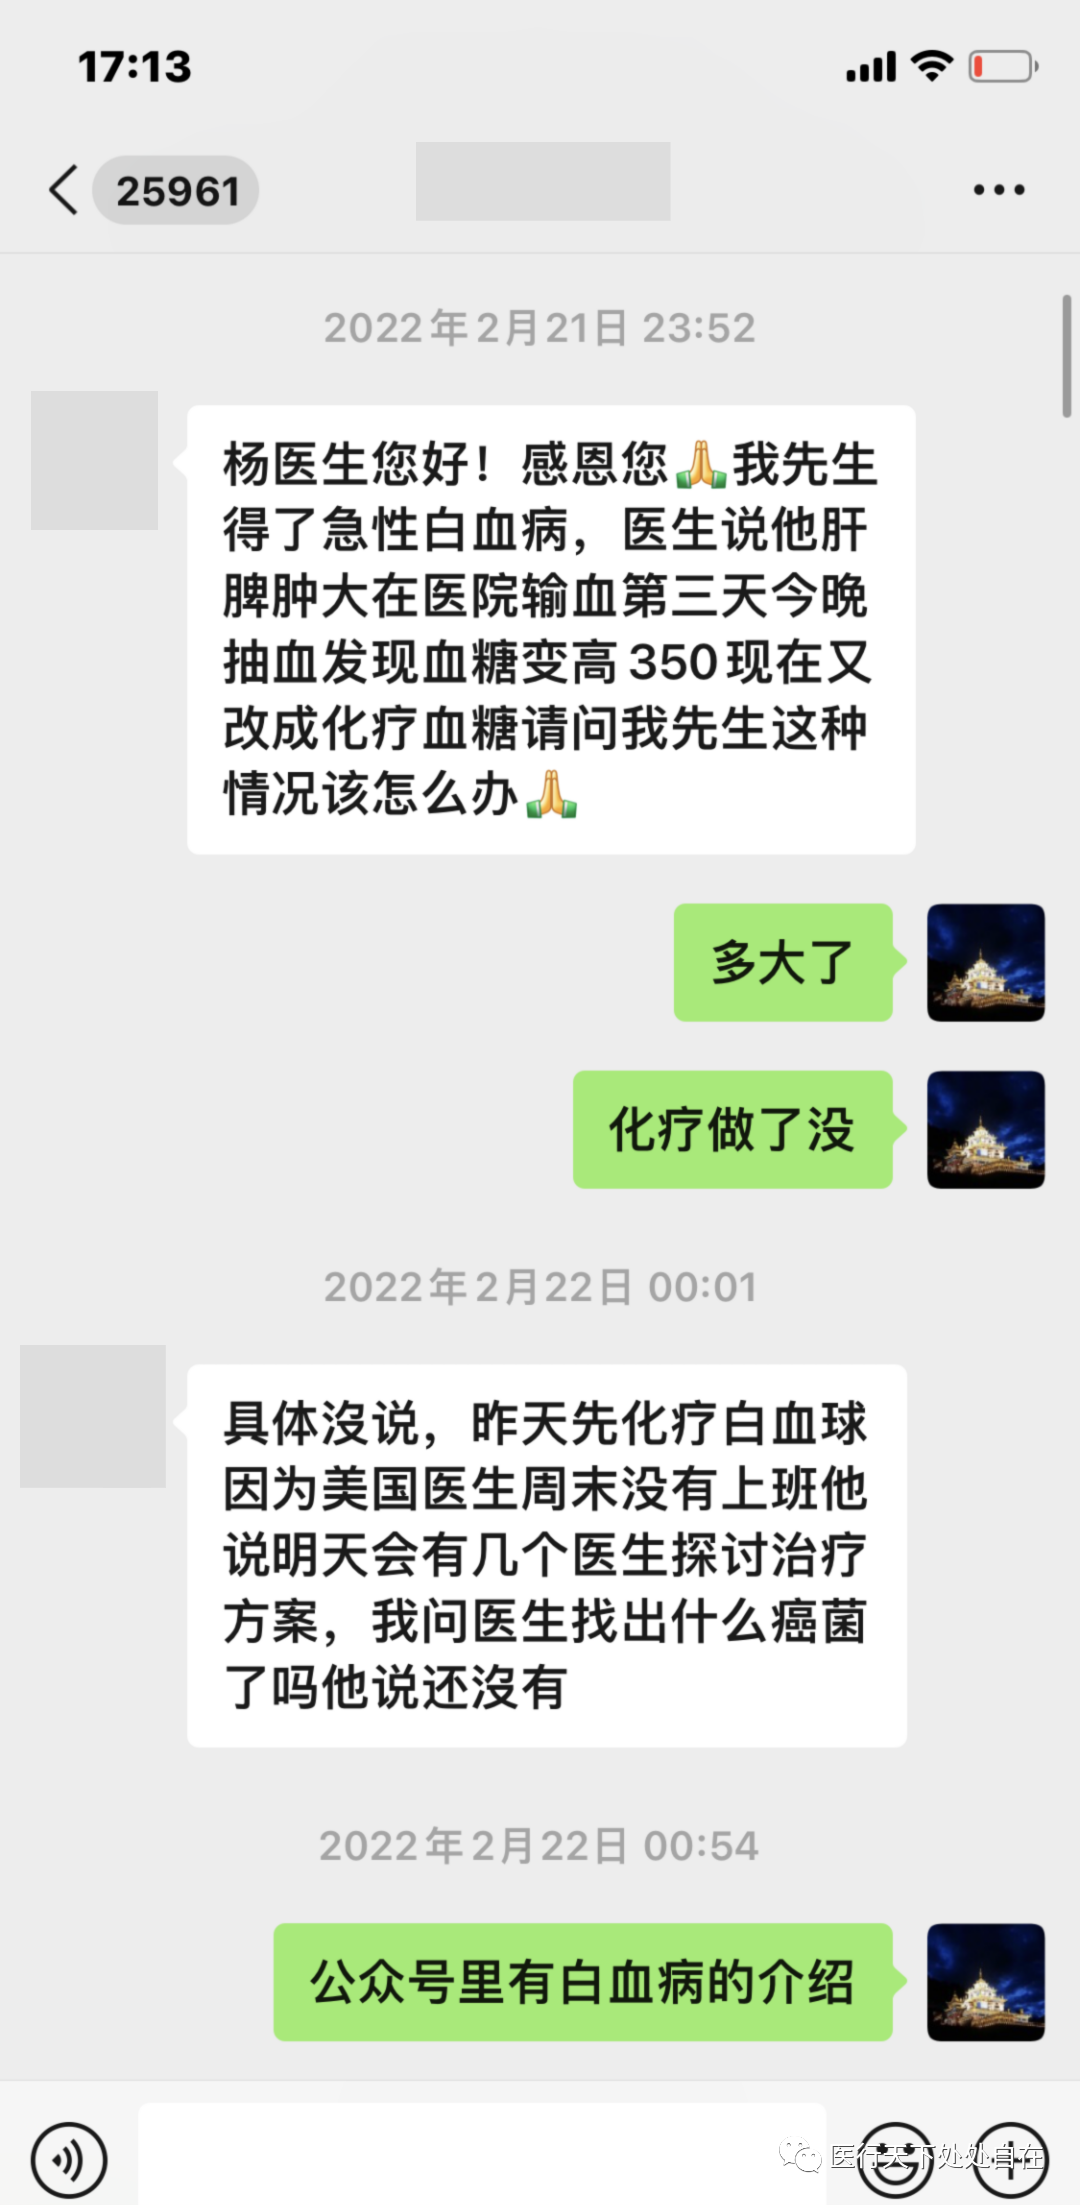 17:13
25961
2022年2月21日 23:52
杨医生您好！感恩您🙏我先生
得了急性白血病，医生说他肝
脾肿大在医院输血第三天今晚
抽血发现血糖变高350现在又
改成化疗血糖请问我先生这种
情况该怎么办🙏
多大了
化疗做了没
2022年2月22日 00:01
具体沒说，昨天先化疗白血球
因为美国医生周末没有上班他
说明天会有几个医生探讨治疗
方案，我问医生找出什么癌菌
了吗他说还沒有
2022年2月22日 00:54
公众号里有白血病的介绍
医行天下处处自在